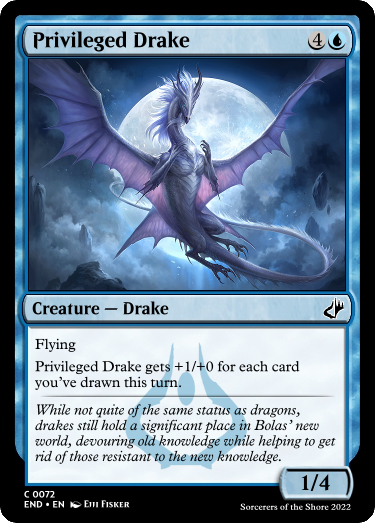 Privileged Drake 4
Creature — Drake
Flying
Privileged Drake gets +1/+0 for each card
you've drawn this turn.
While not quite of the same status as dragons,
drakes still hold a significant place in Bolas' new
world, devouring old knowledge while helping to get
rid of those resistant to the new knowledge.
1/4
C 0072
END • EN Eiji Fisker
Sorcerers of the Shore 2022